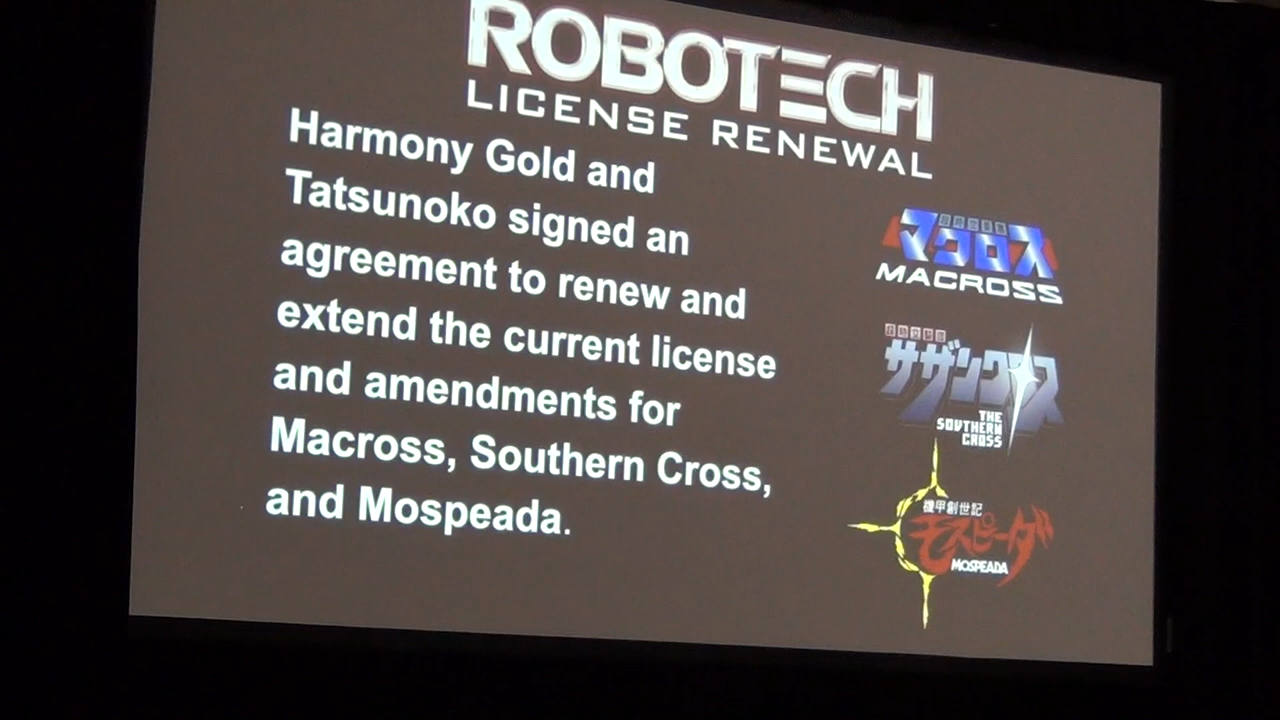 ROBOTECH
LICENSE RENEWAL
Harmony Gold and
Tatsunoko signed an
agreement to renew and
extend the current license
and amendments for
Macross, Southern Cross,
and Mospeada.
マクロス
MACROSS
サザンクロス
THE
SOUTHERN
CROSS
機甲創世記
モスピーダ
MOSPEADA